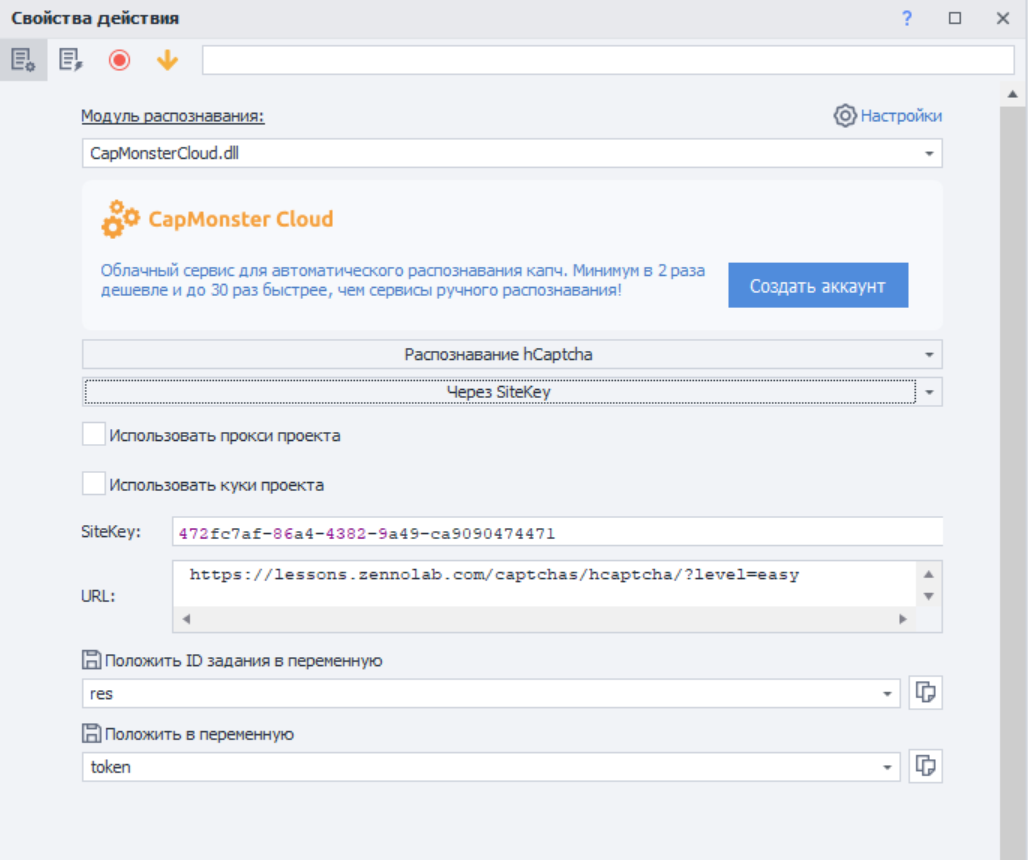 Свойства действия
?
Модуль распознавания:
Настройки
CapMonsterCloud.dll
CapMonster Cloud
Облачный сервис для автоматического распознавания капч. Минимум в 2 раза
дешевле и до 30 раз быстрее, чем сервисы ручного распознавания!
Создать аккаунт
Распознавание hCaptcha
Через SiteKey
Использовать прокси проекта
Использовать куки проекта
SiteKey:
472fc7af-86a4-4382-9a49-ca9090474471
https://lessons.zennolab.com/captchas/hcaptcha/?level=easy
URL:
Положить ID задания в переменную
res
Положить в переменную
token